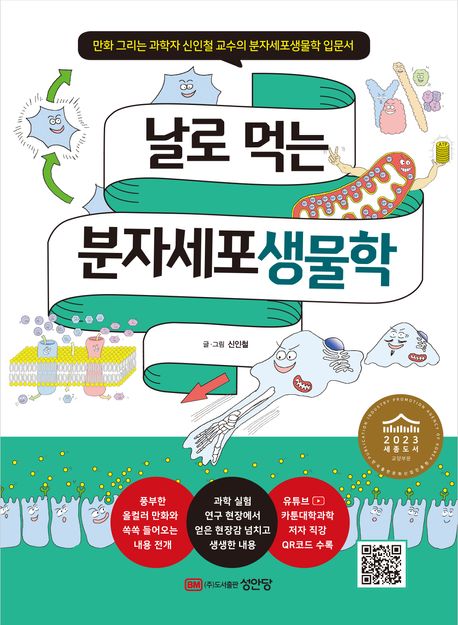 만화 그리는 과학자 신인철 교수의 분자세포생물학 입문서
날로 먹는
분자세포생물학
글·그림 신인철
PUBLICATION INDUSTRY PROMOTION AGENCY OF KOREA
2023
세종도서
교양부문
풍부한
올컬러 만화와
쏙쏙 들어오는
내용 전개
과학 실험
연구 현장에서
얻은 현장감 넘치고
생생한 내용
유튜브
카툰대학과학
저자 직강
QR코드 수록
BM (주)도서출판 성안당